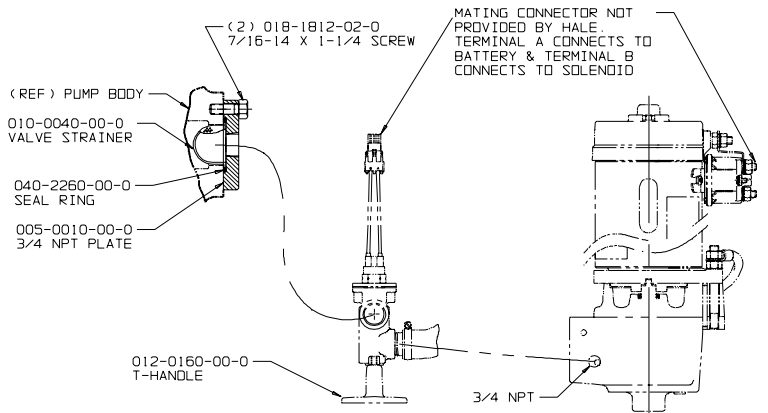 (2) 018-1812-02-0
7/16-14 X 1-1/4 SCREW
MATING CONNECTOR NOT
PROVIDED BY HALE.
TERMINAL A CONNECTS TO
BATTERY & TERMINAL B
CONNECTS TO SOLENOID
(REF) PUMP BODY
010-0040-00-0
VALVE STRAINER
040-2260-00-0
SEAL RING
005-0010-00-0
3/4 NPT PLATE
012-0160-00-0
T-HANDLE
3/4 NPT